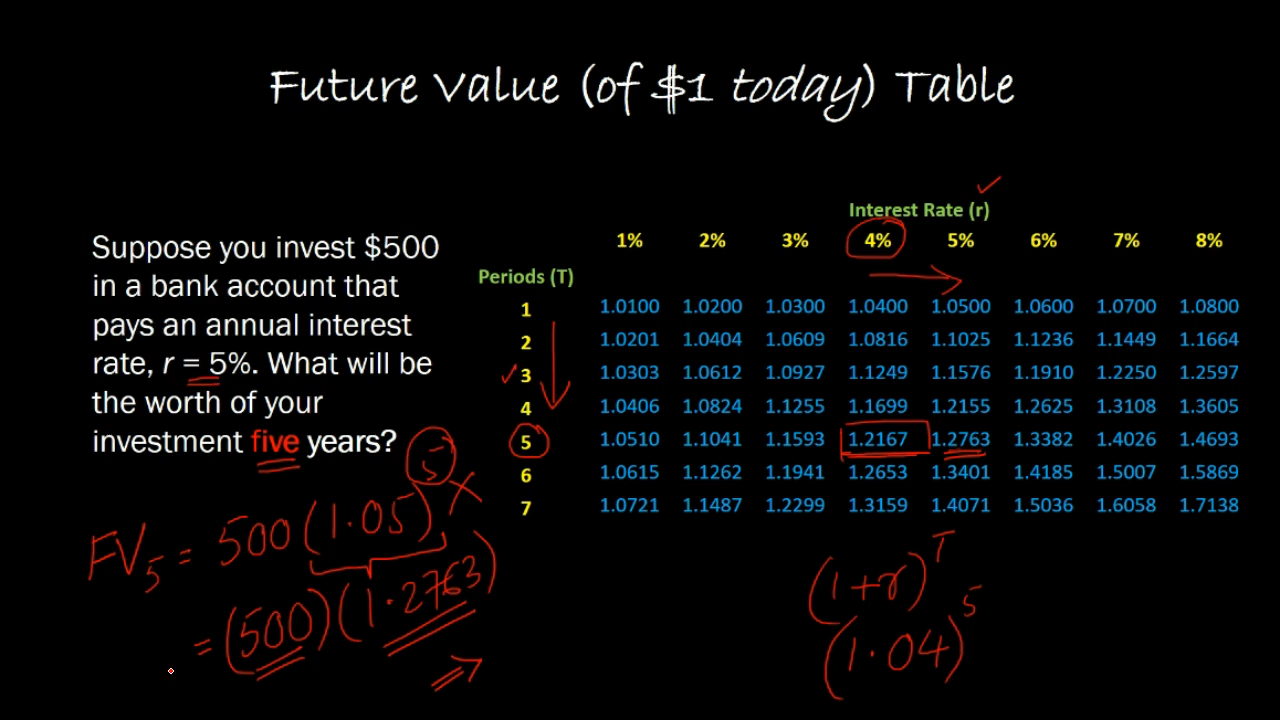 Future Value (of $1 today) Table
Suppose you invest $500
in a bank account that
pays an annual interest
rate, r = 5%. What will be
the worth of your
investment five years?
Interest Rate (r)
1% 2% 3% 4% 5% 6% 7% 8%
Periods (T)
1 1.0100 1.0200 1.0300 1.0400 1.0500 1.0600 1.0700 1.0800
2 1.0201 1.0404 1.0609 1.0816 1.1025 1.1236 1.1449 1.1664
3 1.0303 1.0612 1.0927 1.1249 1.1576 1.1910 1.2250 1.2597
4 1.0406 1.0824 1.1255 1.1699 1.2155 1.2625 1.3108 1.3605
5 1.0510 1.1041 1.1593 1.2167 1.2763 1.3382 1.4026 1.4693
6 1.0615 1.1262 1.1941 1.2653 1.3401 1.4185 1.5007 1.5869
7 1.0721 1.1487 1.2299 1.3159 1.4071 1.5036 1.6058 1.7138
FV5 = 500 (1.05)^5
= (500) (1.2763)
(1+r)^T
(1.04)^5